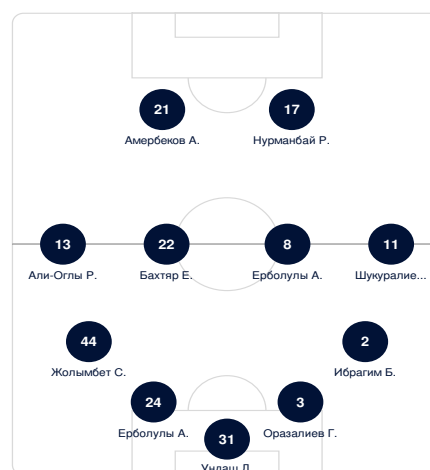 21 17
Амербеков А. Нурманбай Р.
13 22 8 11
Али-Оглы Р. Бахтяр Е. Ерболулы А. Шукуралие...
44 2
Жолымбет С. Ибрагим Б.
24 3
Ерболулы А. Оразалиев Г.
31